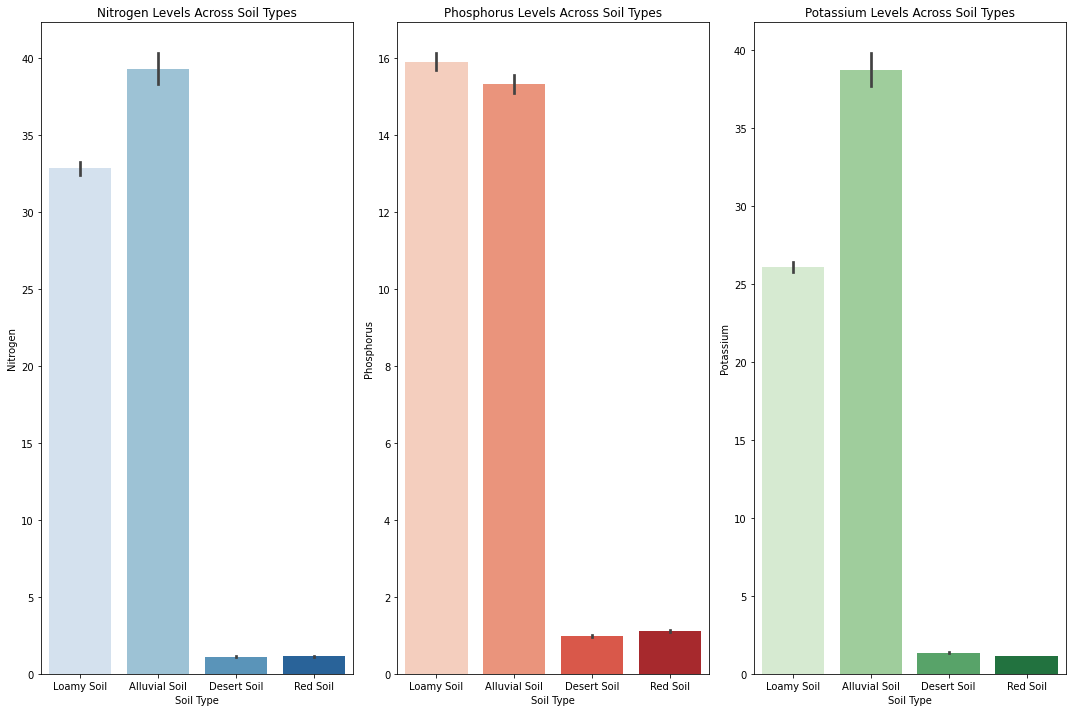 Nitrogen Levels Across Soil Types
40
35
30
25
20
15
10
5
0
Nitrogen
Loamy Soil Alluvial Soil Desert Soil Red Soil
Soil Type
Phosphorus Levels Across Soil Types
16
14
12
10
8
6
4
2
0
Phosphorus
Loamy Soil Alluvial Soil Desert Soil Red Soil
Soil Type
Potassium Levels Across Soil Types
40
35
30
25
20
15
10
5
0
Potassium
Loamy Soil Alluvial Soil Desert Soil Red Soil
Soil Type